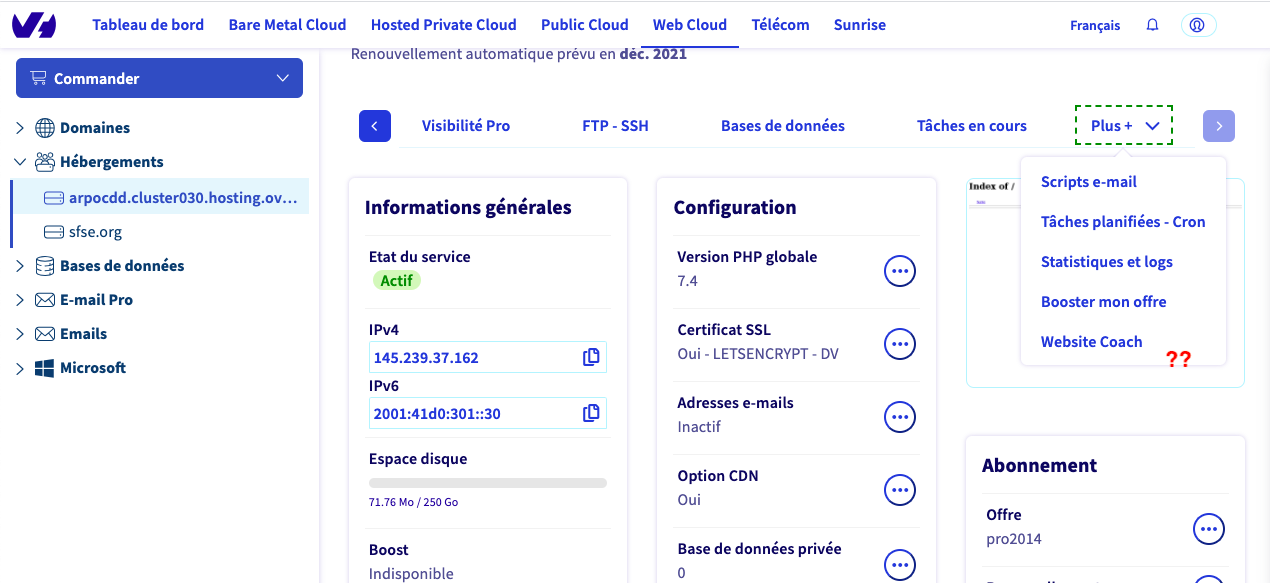 Tableau de bord
Bare Metal Cloud
Hosted Private Cloud
Public Cloud
Web Cloud
Télécom
Sunrise
Français
Commander
Domaines
Hébergements
arpocdd.cluster030.hosting.ov...
sfse.org
Bases de données
E-mail Pro
Emails
Microsoft
Renouvellement automatique prévu en déc. 2021
Visibilité Pro
FTP - SSH
Bases de données
Tâches en cours
Plus +
Scripts e-mail
Tâches planifiées - Cron
Statistiques et logs
Booster mon offre
Website Coach
??
Informations générales
Etat du service
Actif
IPv4
145.239.37.162
IPv6
2001:41d0:301::30
Espace disque
71.76 Mo / 250 Go
Boost
Indisponible
Configuration
Version PHP globale
7.4
Certificat SSL
Oui - LETSENCRYPT - DV
Adresses e-mails
Inactif
Option CDN
Oui
Base de données privée
0
Index of /
Abonnement
Offre
pro2014